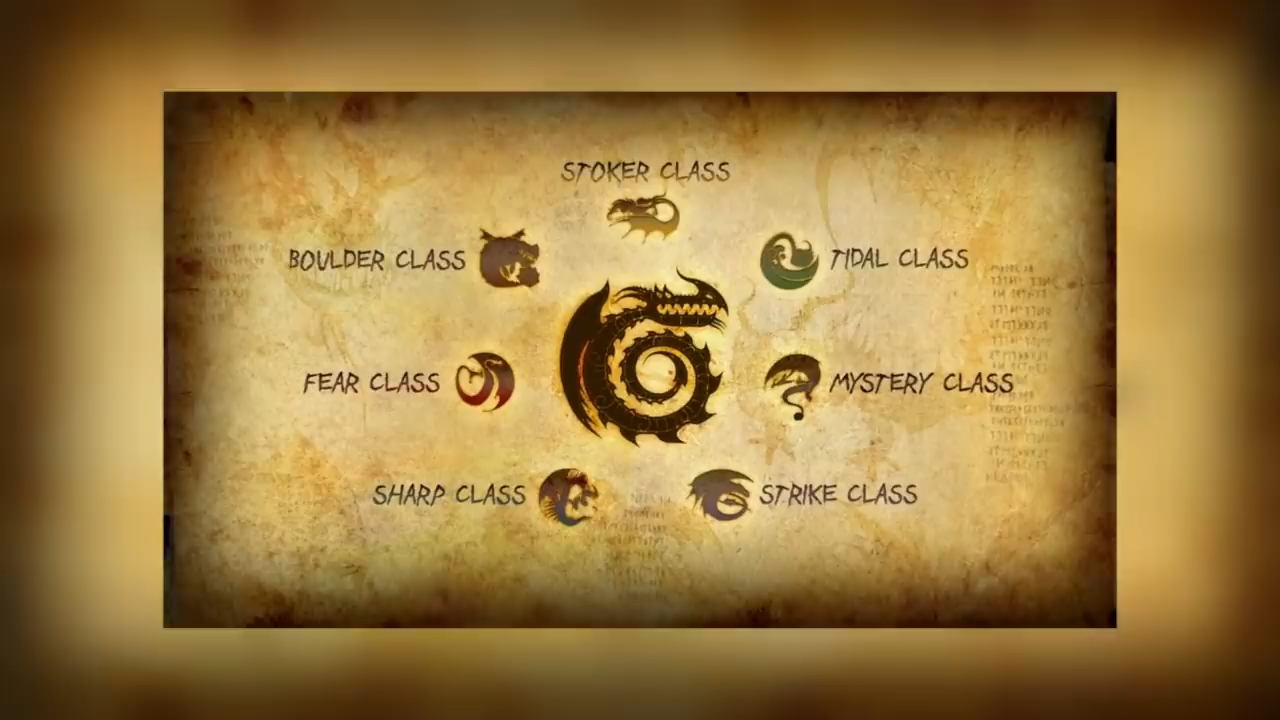 STOKER CLASS
BOULDER CLASS
TIDAL CLASS
FEAR CLASS
MYSTERY CLASS
SHARP CLASS
STRIKE CLASS